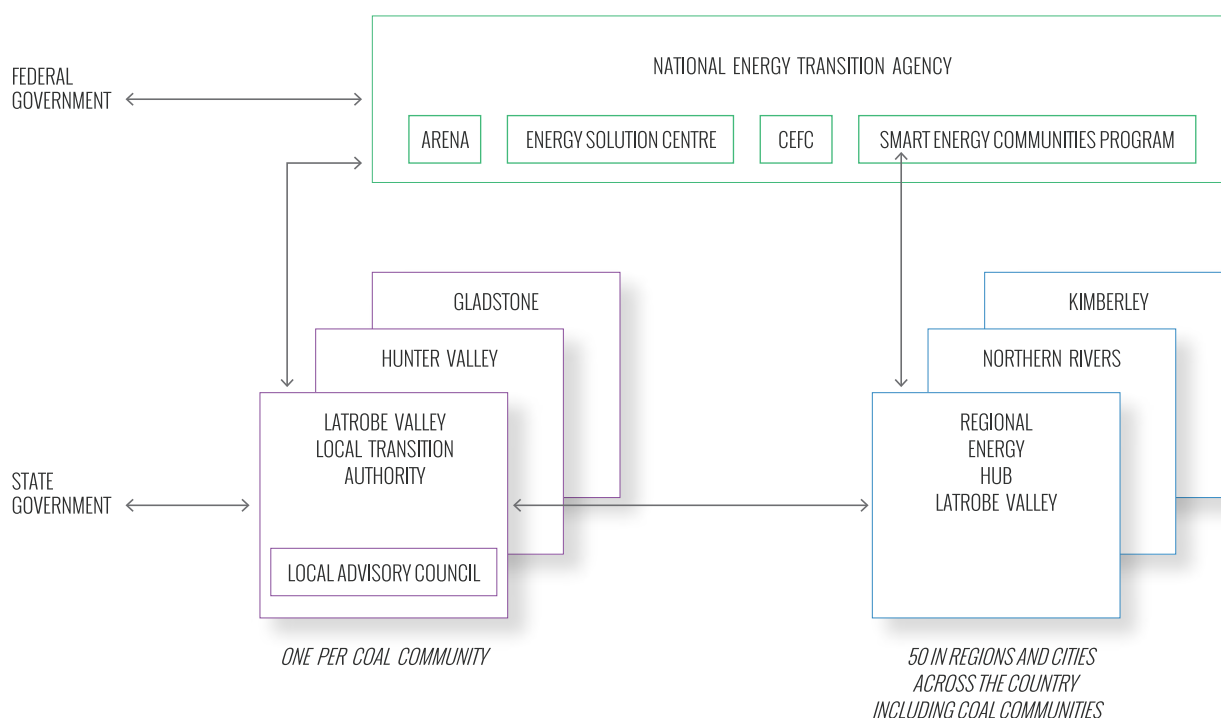 NATIONAL ENERGY TRANSITION AGENCY
FEDERAL
GOVERNMENT
ARENA
ENERGY SOLUTION CENTRE
CEFC
SMART ENERGY COMMUNITIES PROGRAM
GLADSTONE
HUNTER VALLEY
LATROBE VALLEY
LOCAL TRANSITION
AUTHORITY
LOCAL ADVISORY COUNCIL
STATE
GOVERNMENT
ONE PER COAL COMMUNITY
KIMBERLEY
NORTHERN RIVERS
REGIONAL
ENERGY
HUB
LATROBE VALLEY
50 IN REGIONS AND CITIES
ACROSS THE COUNTRY
INCLUDING COAL COMMUNITIES